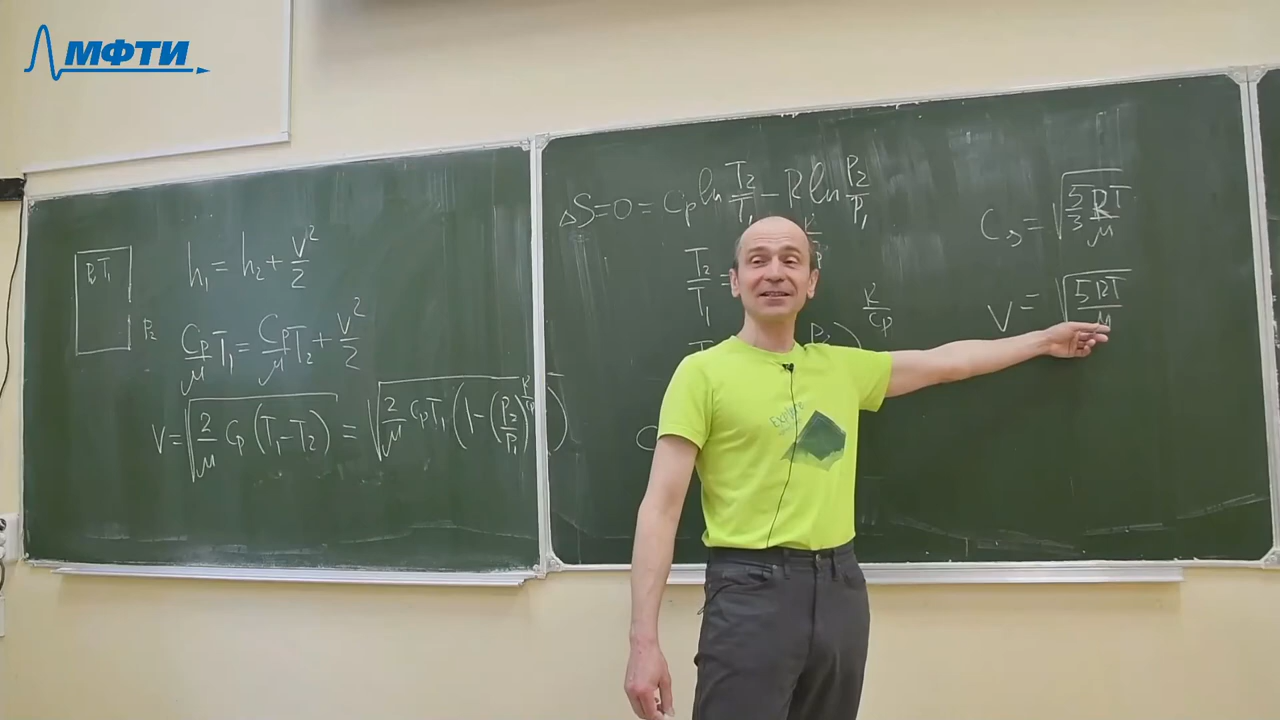 МФТИ
P₁T₁
P₂
h₁ = h₂ + v²/2
Cp/μ T₁ = Cp/μ T₂ + v²/2
v = √(2/μ Cp (T₁ − T₂)) = √(2/μ CpT₁ (1 − (P₂/P₁)^(R/Cp)))
ΔS = 0 = Cp ln T₂/T₁ − R ln P₂/P₁
T₂/T₁ =
R/Cp
Cs = √(5/3 RT/μ)
v = √(5RT/μ)
Explore